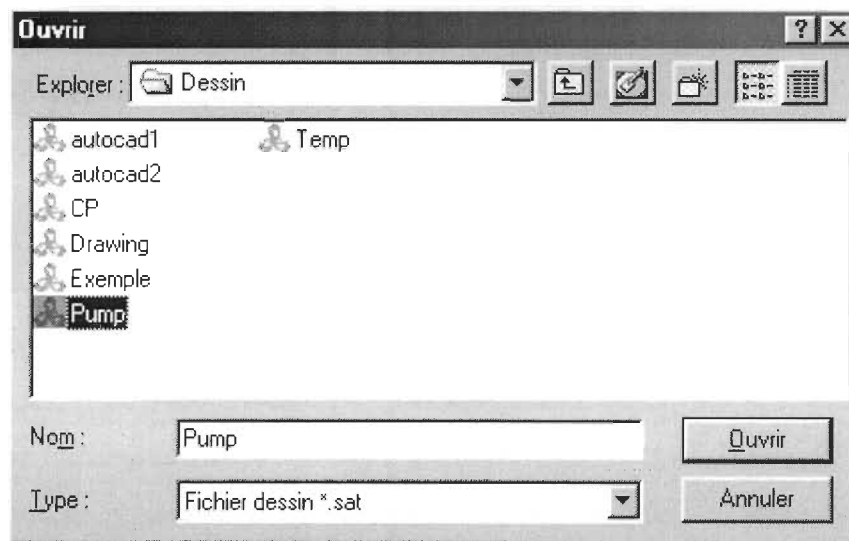 Ouvrir
Explorer : Dessin
autocad1 Temp
autocad2
CP
Drawing
Exemple
Pump
Nom : Pump Ouvrir
Type : Fichier dessin *.sat Annuler